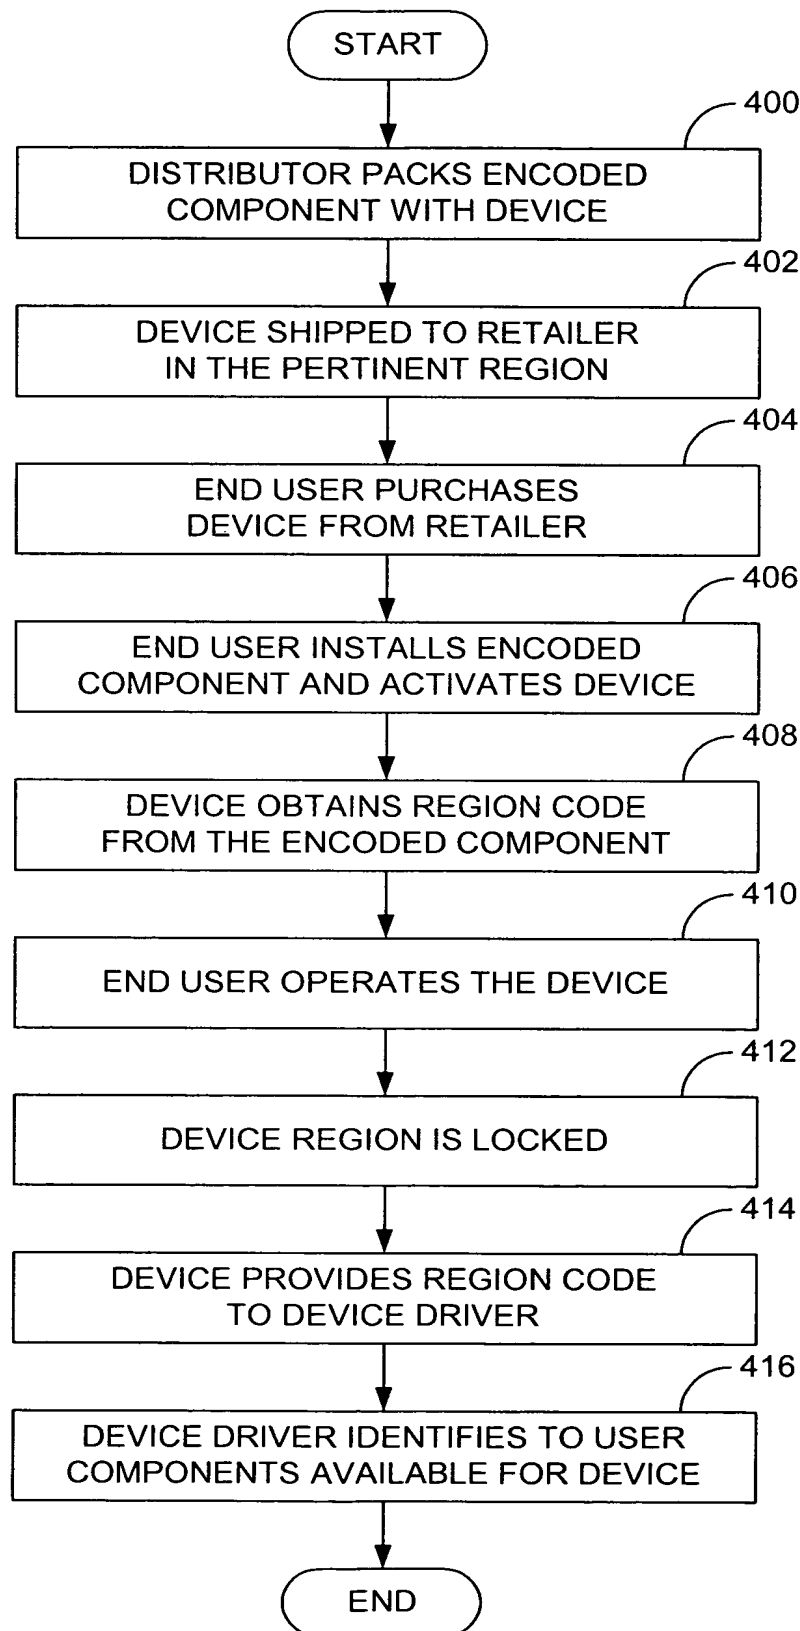 START
400
DISTRIBUTOR PACKS ENCODED
COMPONENT WITH DEVICE
402
DEVICE SHIPPED TO RETAILER
IN THE PERTINENT REGION
404
END USER PURCHASES
DEVICE FROM RETAILER
406
END USER INSTALLS ENCODED
COMPONENT AND ACTIVATES DEVICE
408
DEVICE OBTAINS REGION CODE
FROM THE ENCODED COMPONENT
410
END USER OPERATES THE DEVICE
412
DEVICE REGION IS LOCKED
414
DEVICE PROVIDES REGION CODE
TO DEVICE DRIVER
416
DEVICE DRIVER IDENTIFIES TO USER
COMPONENTS AVAILABLE FOR DEVICE
END